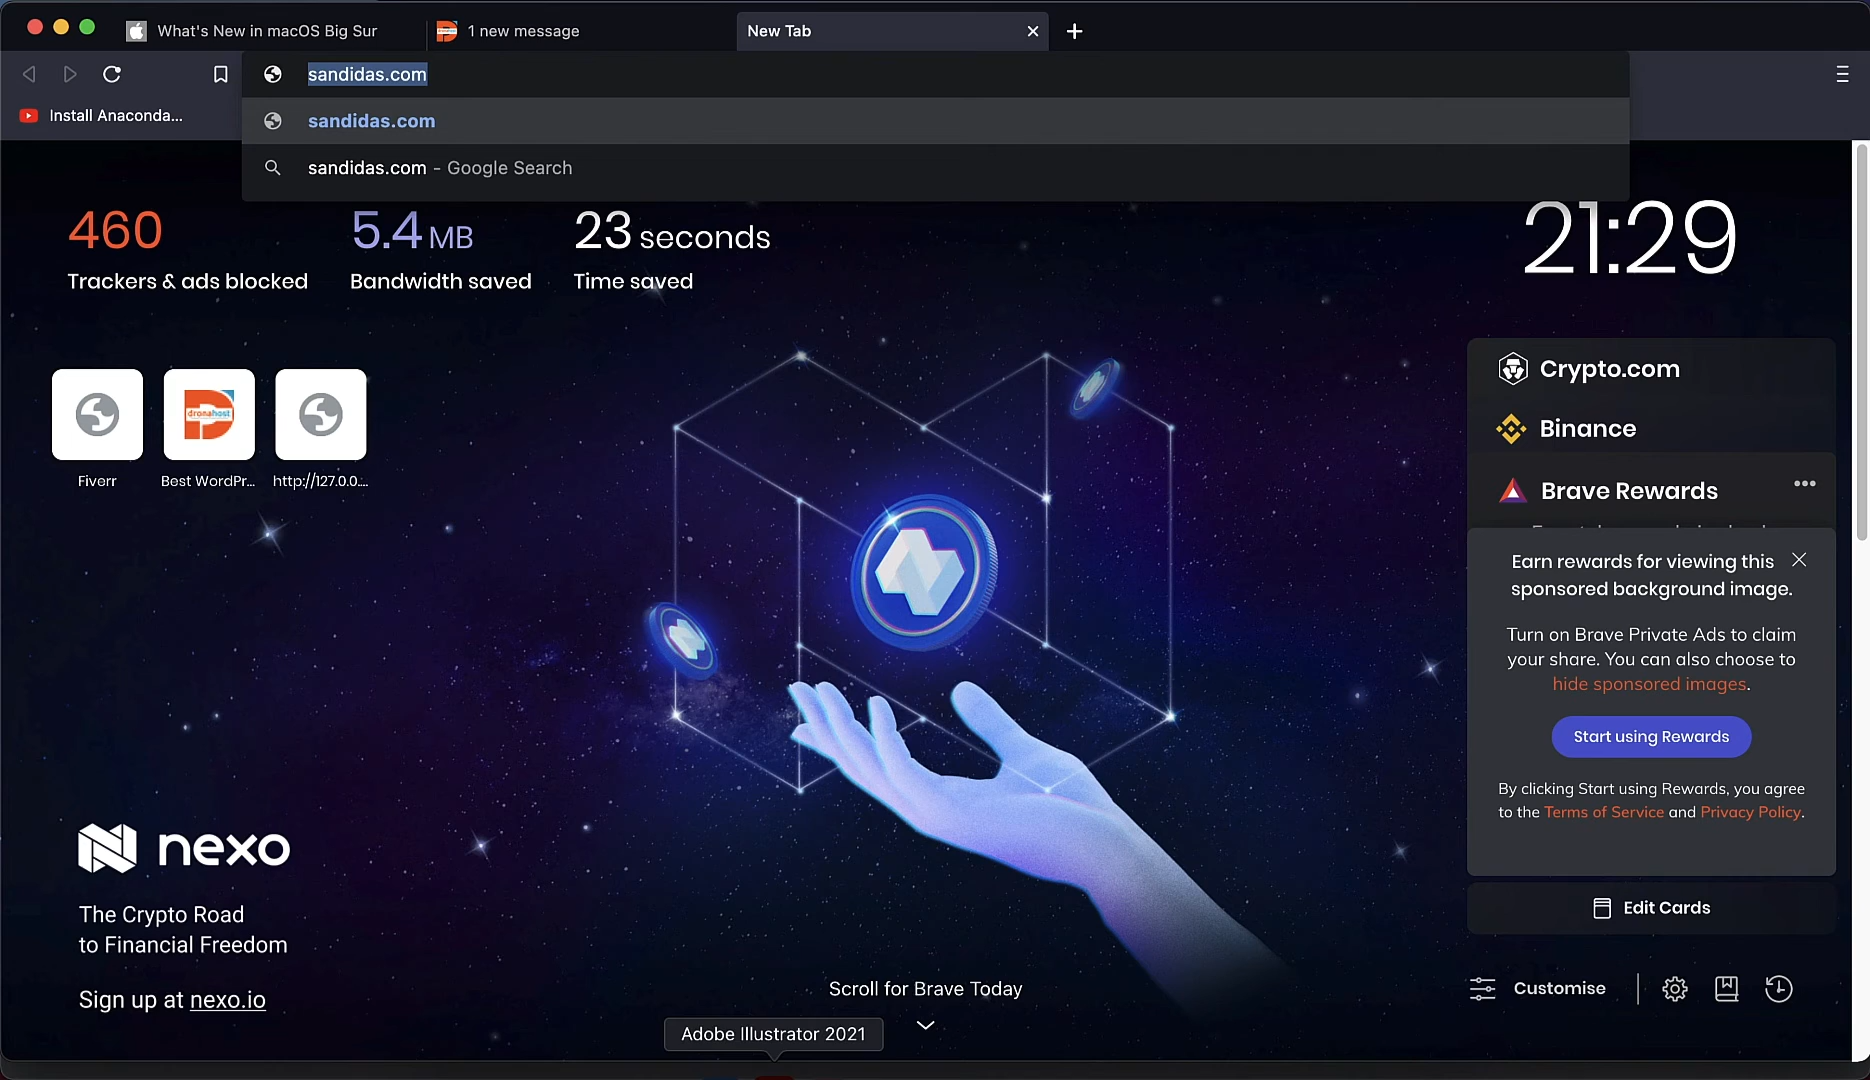 What's New in macOS Big Sur
1 new message
New Tab
sandidas.com
Install Anaconda...
sandidas.com
sandidas.com - Google Search
460
Trackers & ads blocked
5.4 MB
Bandwidth saved
23 seconds
Time saved
21:29
Fiverr
dronahost
Best WordPr...
http://127.0.0....
Crypto.com
Binance
Brave Rewards
Earn rewards for viewing this
sponsored background image.
Turn on Brave Private Ads to claim
your share. You can also choose to
hide sponsored images.
Start using Rewards
By clicking Start using Rewards, you agree
to the Terms of Service and Privacy Policy.
Edit Cards
Customise
nexo
The Crypto Road
to Financial Freedom
Sign up at nexo.io
Scroll for Brave Today
Adobe Illustrator 2021